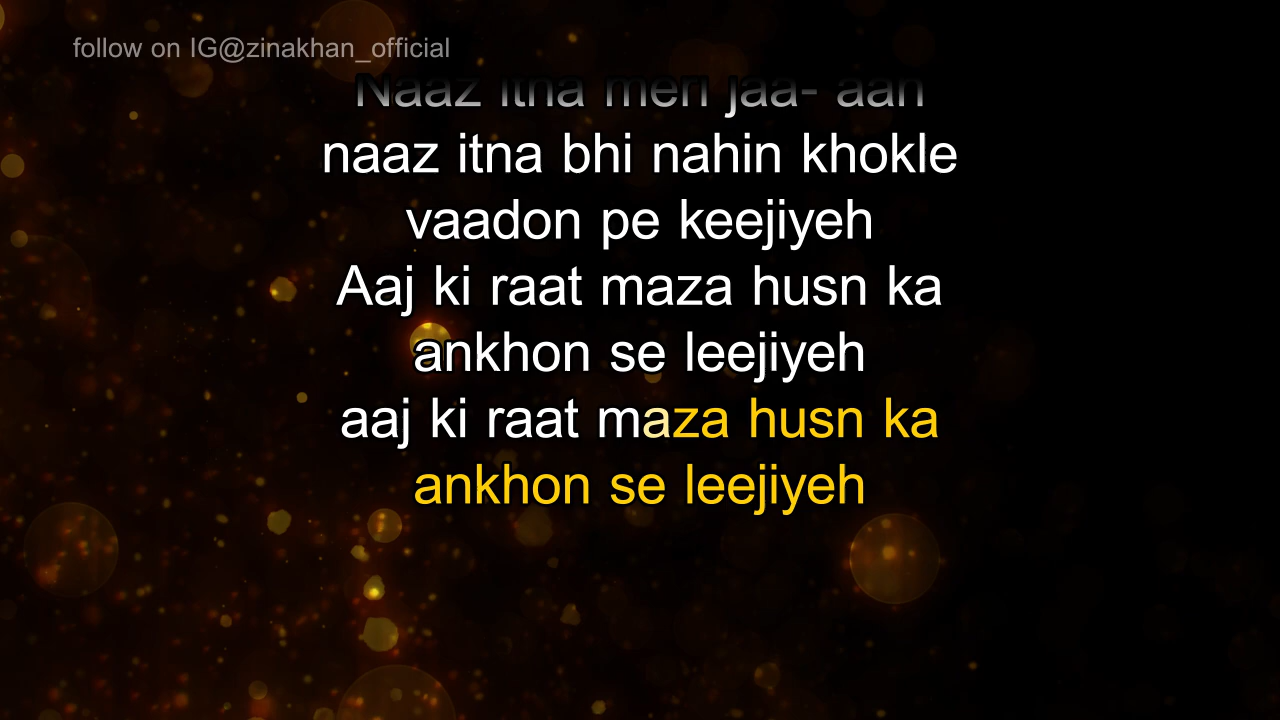 follow on IG@zinakhan_official
Naaz itna meri jaa- aan
naaz itna bhi nahin khokle
vaadon pe keejiyeh
Aaj ki raat maza husn ka
ankhon se leejiyeh
aaj ki raat maza husn ka
ankhon se leejiyeh